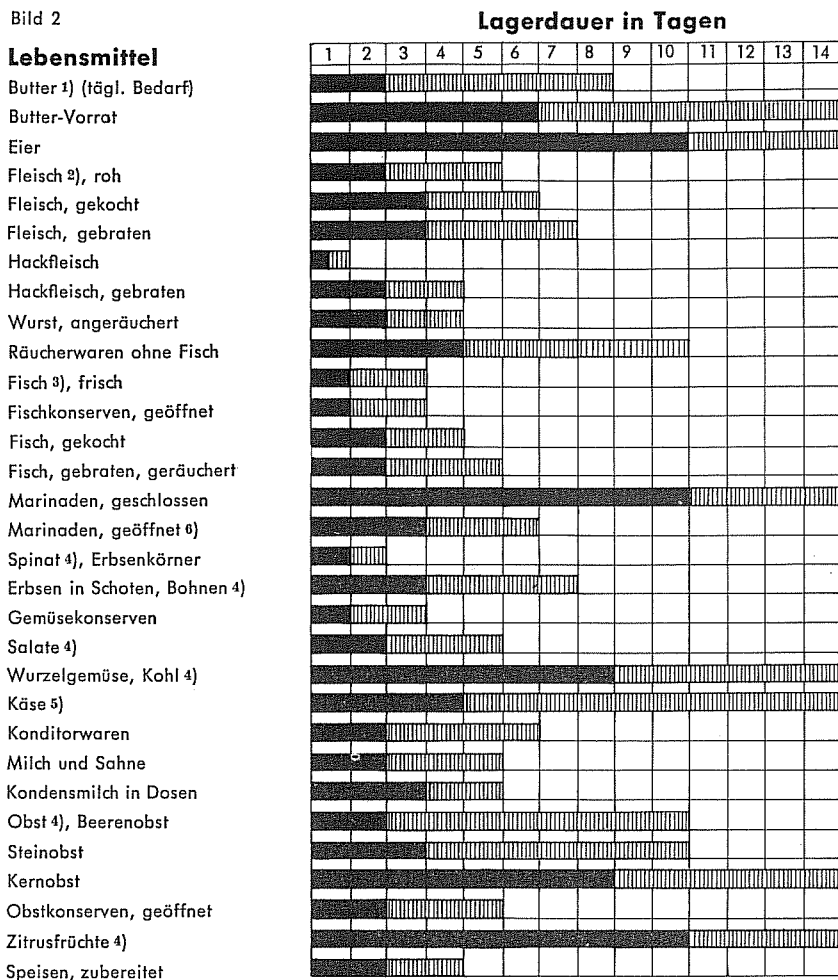 Bild 2
Lagerdauer in Tagen
Lebensmittel
1 2 3 4 5 6 7 8 9 10 11 12 13 14
Butter 1) (tägl. Bedarf)
Butter-Vorrat
Eier
Fleisch 2), roh
Fleisch, gekocht
Fleisch, gebraten
Hackfleisch
Hackfleisch, gebraten
Wurst, angeräuchert
Räucherwaren ohne Fisch
Fisch 3), frisch
Fischkonserven, geöffnet
Fisch, gekocht
Fisch, gebraten, geräuchert
Marinaden, geschlossen
Marinaden, geöffnet 6)
Spinat 4), Erbsenkörner
Erbsen in Schoten, Bohnen 4)
Gemüsekonserven
Salate 4)
Wurzelgemüse, Kohl 4)
Käse 5)
Konditorwaren
Milch und Sahne
Kondensmilch in Dosen
Obst 4), Beerenobst
Steinobst
Kernobst
Obstkonserven, geöffnet
Zitrusfrüchte 4)
Speisen, zubereitet